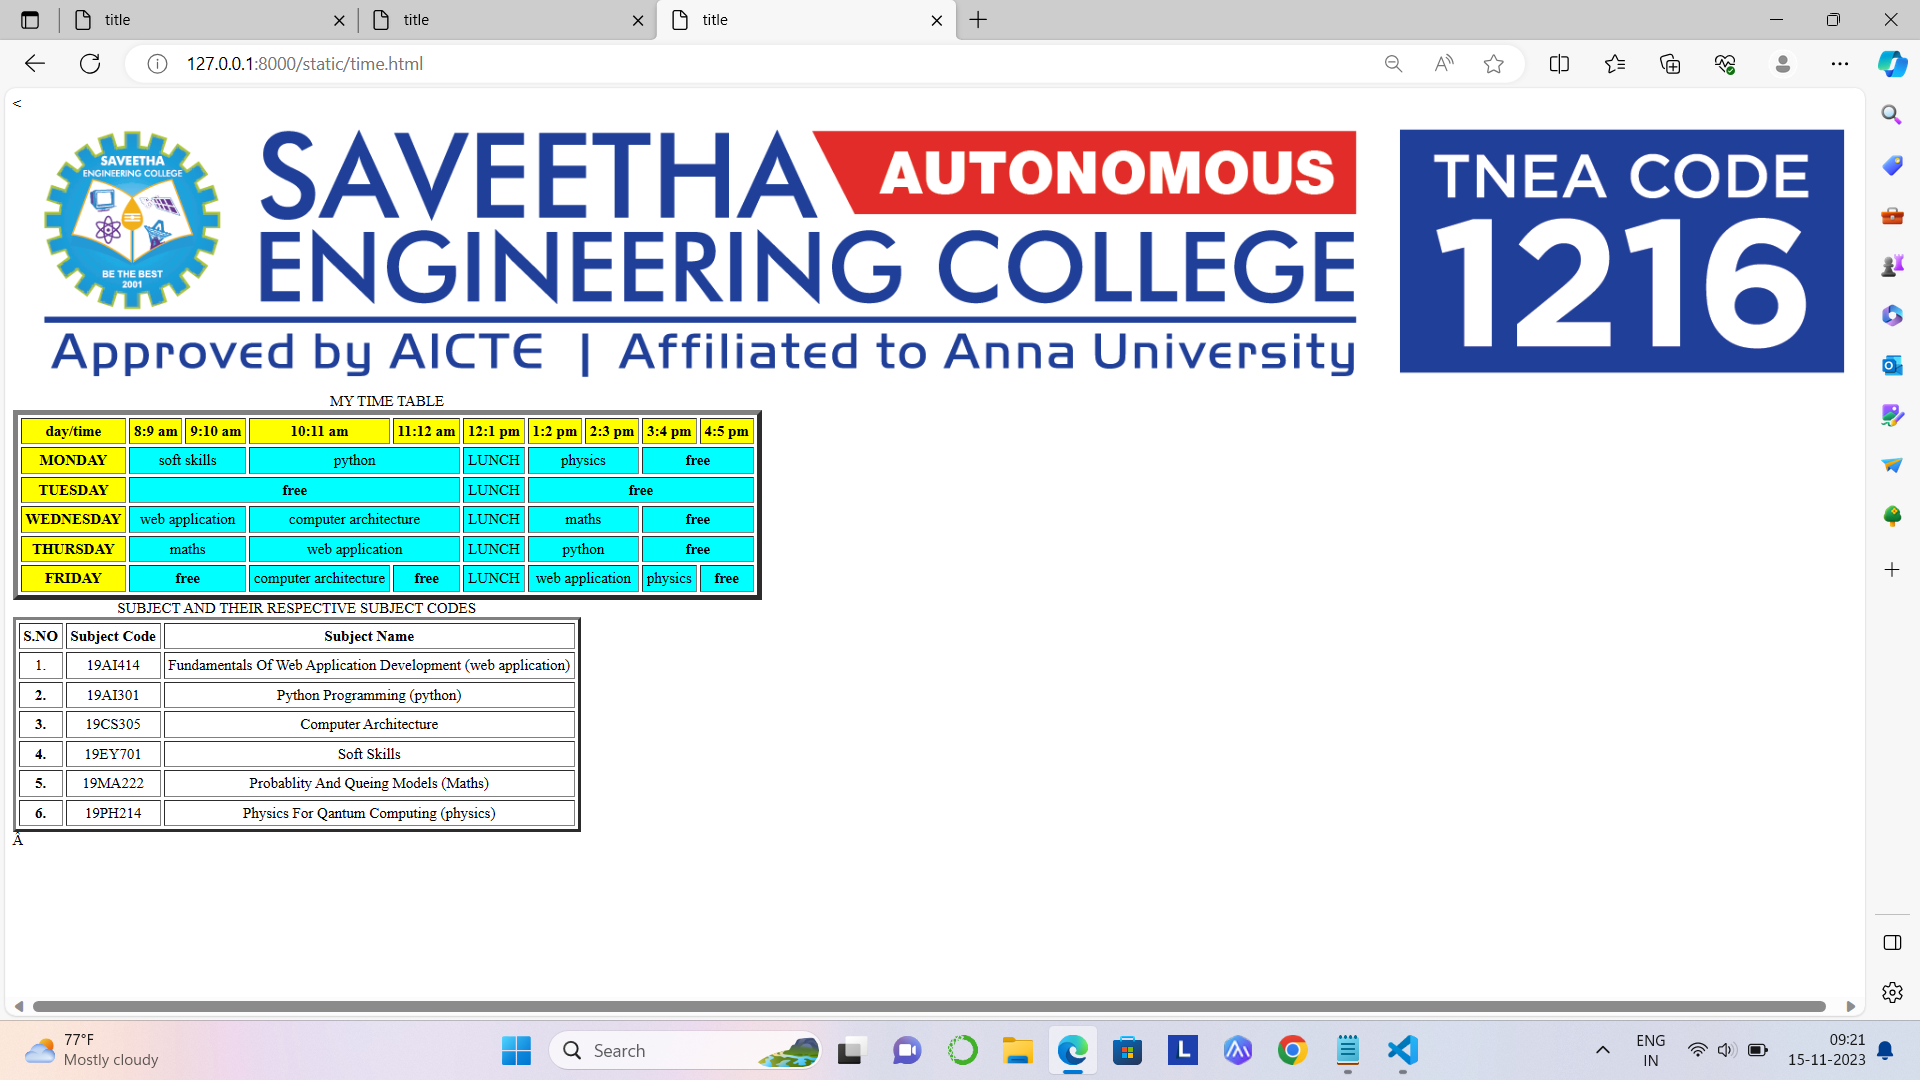 title title title
127.0.0.1:8000/static/time.html
<
SAVEETHA
ENGINEERING COLLEGE
BE THE BEST
2001
SAVEETHA AUTONOMOUS
ENGINEERING COLLEGE
Approved by AICTE | Affiliated to Anna University
TNEA CODE
1216
MY TIME TABLE
day/time 8:9 am 9:10 am 10:11 am 11:12 am 12:1 pm 1:2 pm 2:3 pm 3:4 pm 4:5 pm
MONDAY soft skills python LUNCH physics free
TUESDAY free LUNCH free
WEDNESDAY web application computer architecture LUNCH maths free
THURSDAY maths web application LUNCH python free
FRIDAY free computer architecture free LUNCH web application physics free
SUBJECT AND THEIR RESPECTIVE SUBJECT CODES
S.NO Subject Code Subject Name
1. 19AI414 Fundamentals Of Web Application Development (web application)
2. 19AI301 Python Programming (python)
3. 19CS305 Computer Architecture
4. 19EY701 Soft Skills
5. 19MA222 Probablity And Queing Models (Maths)
6. 19PH214 Physics For Qantum Computing (physics)
Â
77°F
Mostly cloudy
Search
L
ENG
IN
09:21
15-11-2023